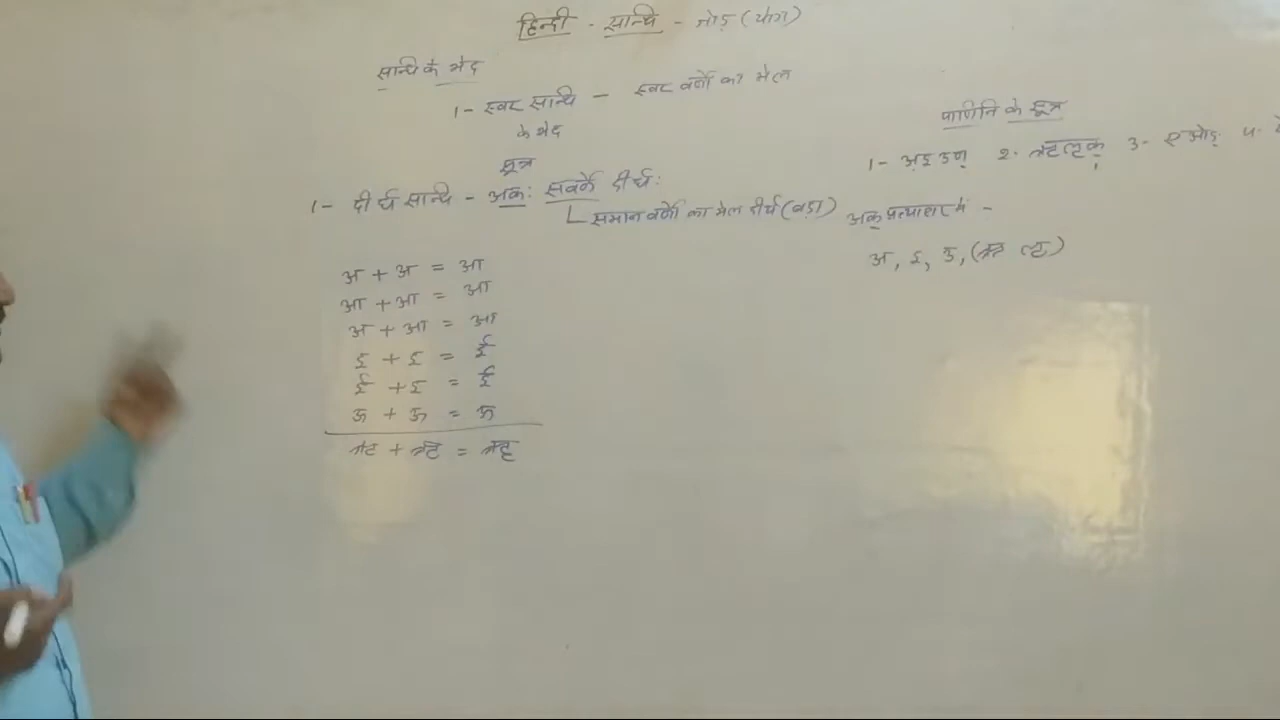 हिन्दी - सन्धि - जोड़ (योग)
सन्धि के भेद
1- स्वर सन्धि - स्वर वर्णों का मेल
के भेद
सूत्र
1- दीर्घ सन्धि - अक: सवर्णे दीर्घ:
समान वर्णों का मेल दीर्घ (बड़ा)
अ + अ = आ
आ + आ = आ
अ + आ = आ
इ + इ = ई
ई + इ = ई
ऊ + ऊ = ऊ
ऋ + ऋ = ॠ
पाणिनि के सूत्र
1- अइउण् 2. ऋलृक् 3- एओङ् 4.
अक् प्रत्याहार में -
अ, इ, उ, (ऋ लृ)